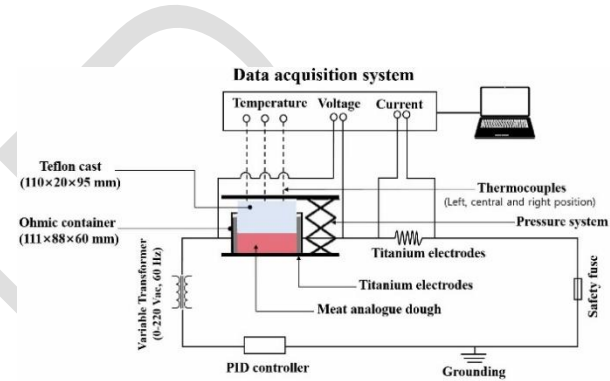 Data acquisition system
Temperature Voltage Current
Teflon cast
(110×20×95 mm)
Thermocouples
(Left, central and right position)
Ohmic container
(111×88×60 mm)
Pressure system
Titanium electrodes
Variable Transformer
(0-220 Vac, 60 Hz)
Titanium electrodes
Safety fuse
Meat analogue dough
PID controller
Grounding